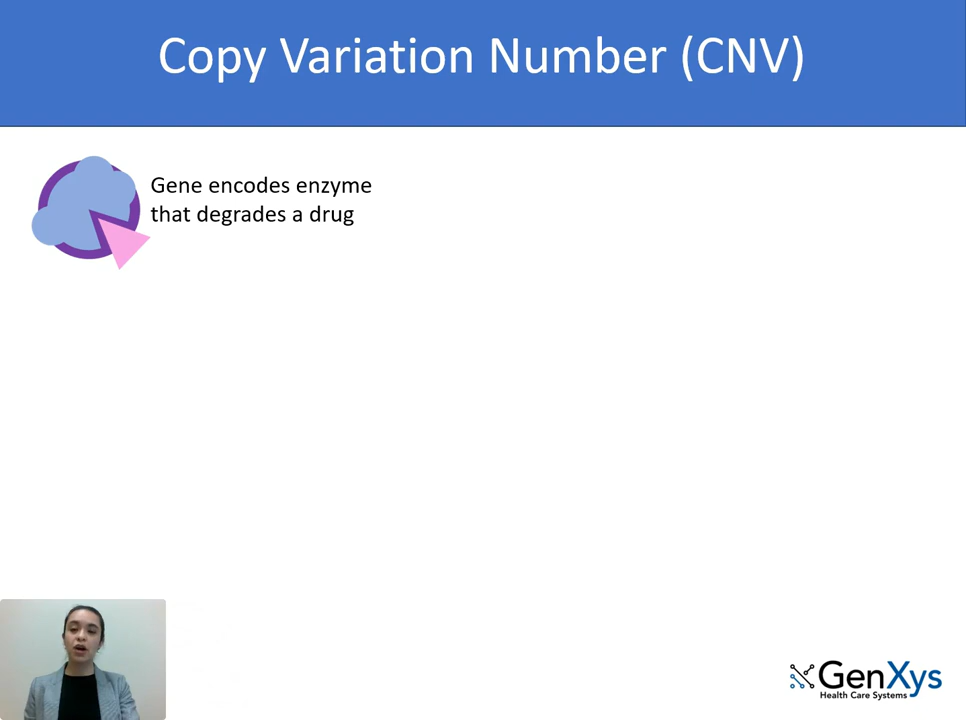 Copy Variation Number (CNV)
Gene encodes enzyme
that degrades a drug
GenXys
Health Care Systems